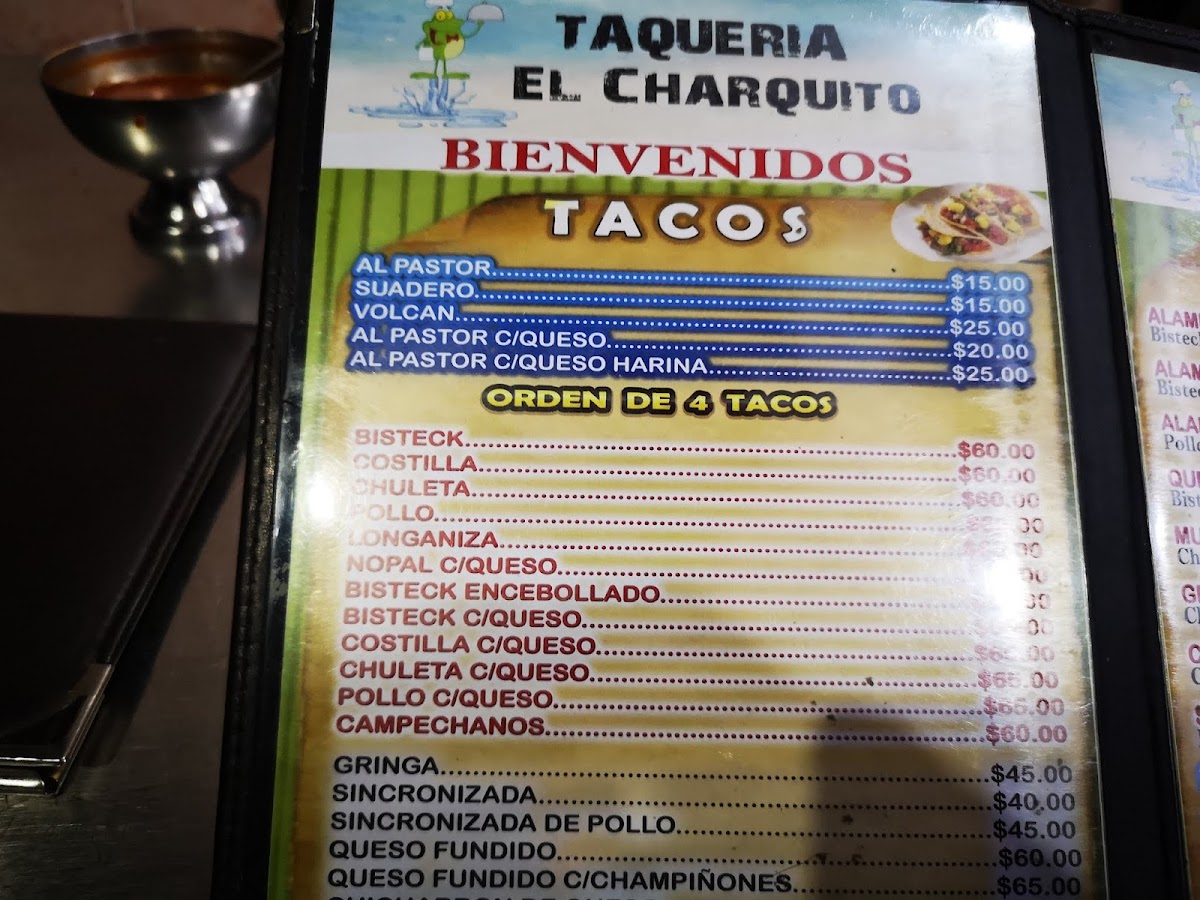 TAQUERIA
EL CHARQUITO
BIENVENIDOS
TACOS
AL PASTOR..........$15.00
SUADERO..........$15.00
VOLCAN..........$25.00
AL PASTOR C/QUESO..........$20.00
AL PASTOR C/QUESO HARINA..........$25.00
ORDEN DE 4 TACOS
BISTECK..........$60.00
COSTILLA..........$60.00
CHULETA..........$60.00
POLLO..........
LONGANIZA..........
NOPAL C/QUESO..........
BISTECK ENCEBOLLADO..........
BISTECK C/QUESO..........
COSTILLA C/QUESO..........
CHULETA C/QUESO..........$65.00
POLLO C/QUESO..........$65.00
CAMPECHANOS..........$60.00
GRINGA..........$45.00
SINCRONIZADA..........$40.00
SINCRONIZADA DE POLLO..........$45.00
QUESO FUNDIDO..........$60.00
QUESO FUNDIDO C/CHAMPIÑONES..........$65.00